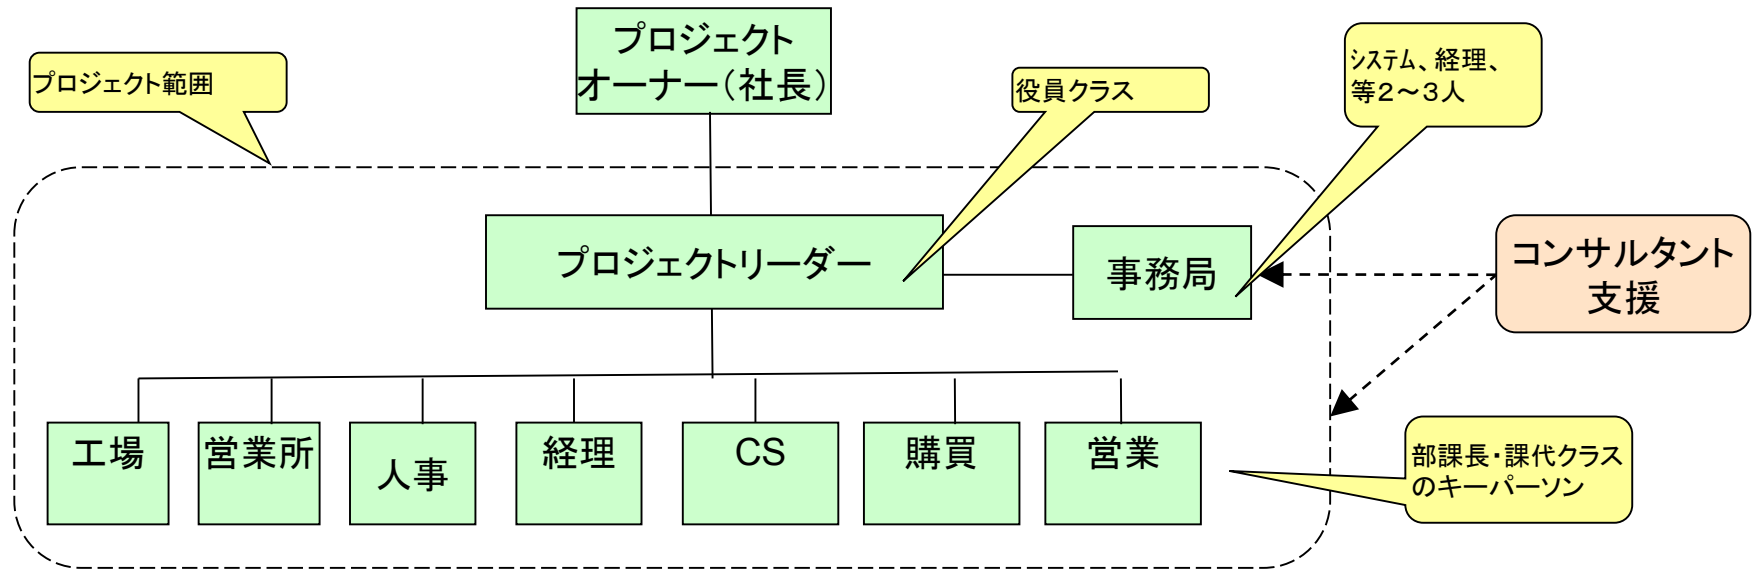 プロジェクト
オーナー(社長)
プロジェクト範囲
役員クラス
ｼｽﾃﾑ、経理、
等２～３人
プロジェクトリーダー
事務局
コンサルタント
支援
工場
営業所
人事
経理
CS
購買
営業
部課長・課代クラス
のキーパーソン